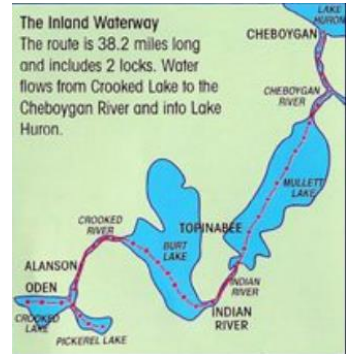 The Inland Waterway
The route is 38.2 miles long
and includes 2 locks. Water
flows from Crooked Lake to the
Cheboygan River and into Lake
Huron.
LAKE
HURON
CHEBOYGAN
CHEBOYGAN
RIVER
MULLETT
LAKE
TOPINABEE
CROOKED
RIVER
BURT
LAKE
INDIAN
RIVER
INDIAN
RIVER
ALANSON
ODEN
CROOKED
LAKE
PICKEREL LAKE